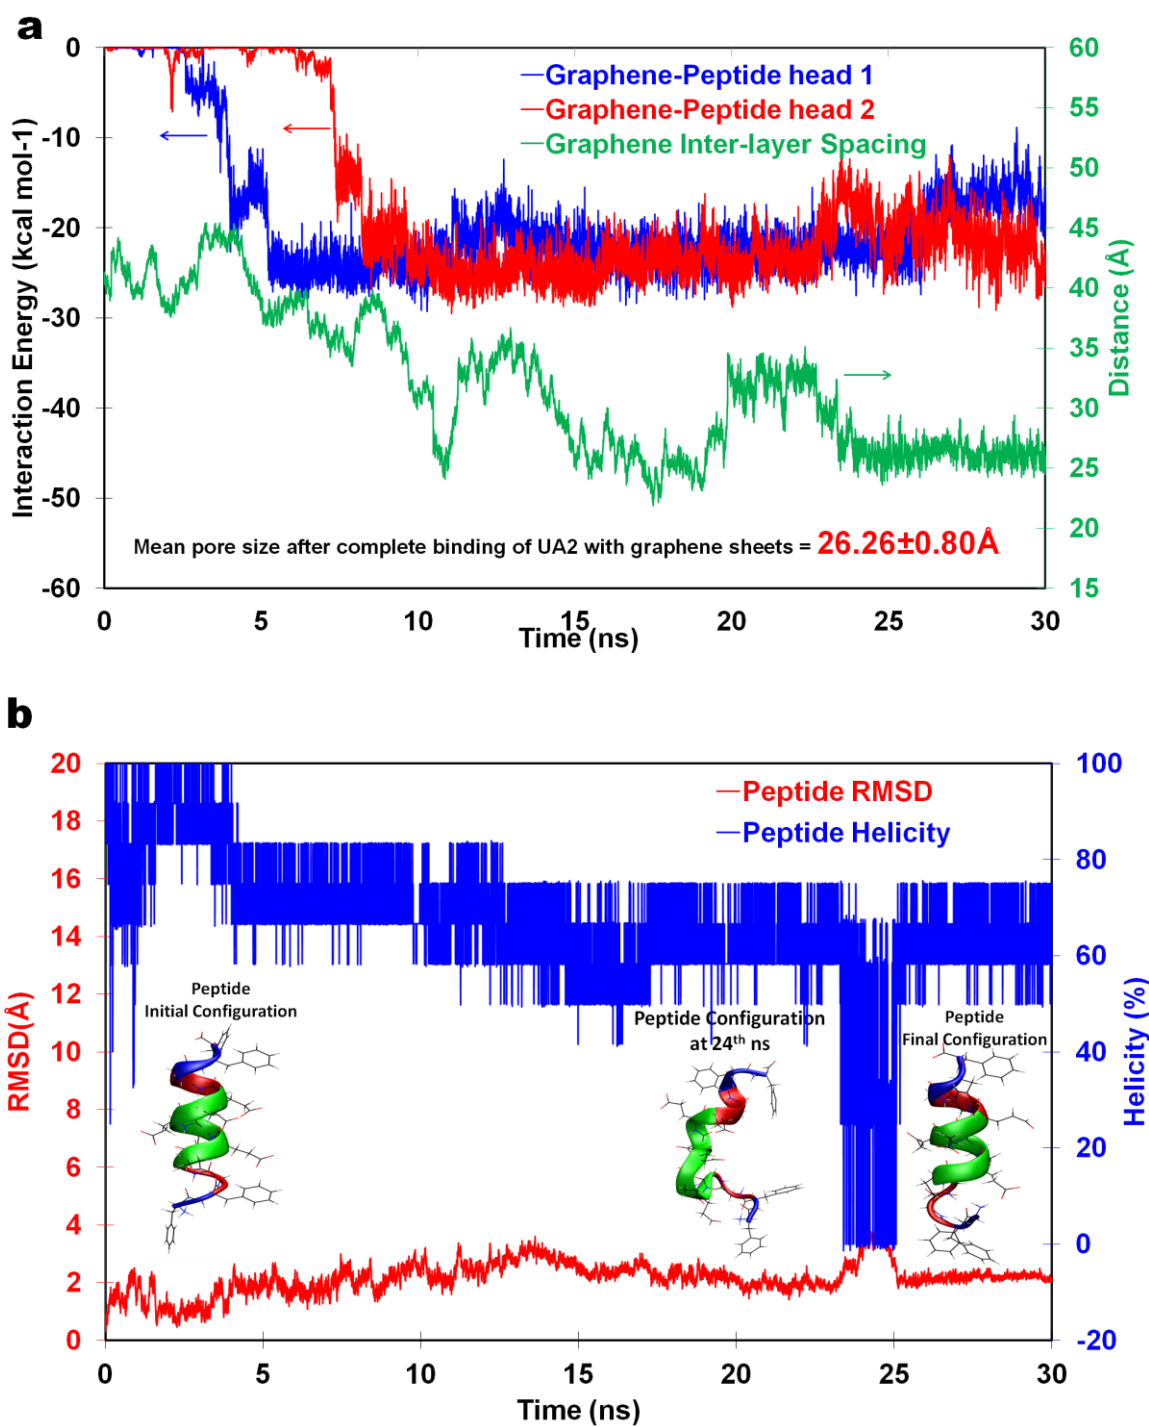 a
Graphene-Peptide head 1
Graphene-Peptide head 2
Graphene Inter-layer Spacing
Interaction Energy (kcal mol-1)
0
-10
-20
-30
-40
-50
-60
60
55
50
45
40
35
30
25
20
15
Distance (Å)
Mean pore size after complete binding of UA2 with graphene sheets = 26.26±0.80Å
0 5 10 15 20 25 30
Time (ns)
b
Peptide RMSD
Peptide Helicity
RMSD(Å)
20
18
16
14
12
10
8
6
4
2
0
100
80
60
40
20
0
-20
Helicity (%)
Peptide
Initial Configuration
Peptide Configuration
at 24th ns
Peptide
Final Configuration
0 5 10 15 20 25 30
Time (ns)